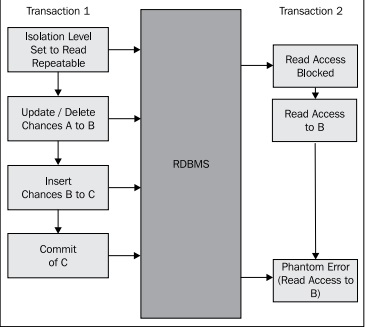 Transaction 1
Transaction 2
Isolation Level
Set to Read
Repeatable
Update / Delete
Chances A to B
Insert
Chances B to C
Commit
of C
RDBMS
Read Access
Blocked
Read Access
to B
Phantom Error
(Read Access to
B)